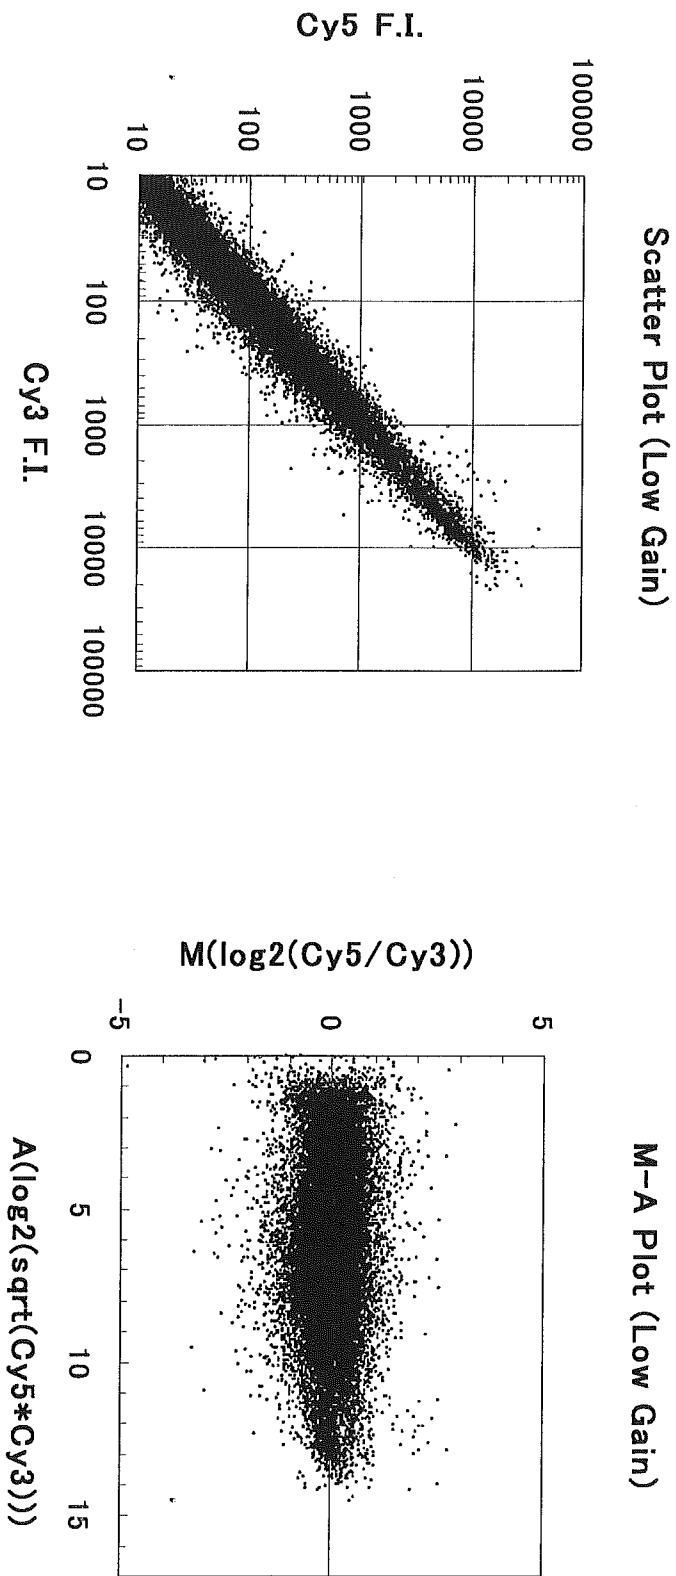 Scatter Plot (Low Gain)
Cy5 F.I.
100000
10000
1000
100
10
10
100
1000
10000
100000
Cy3 F.I.
M-A Plot (Low Gain)
M(log2(Cy5/Cy3))
5
0
-5
0
5
10
15
A(log2(sqrt(Cy5*Cy3)))